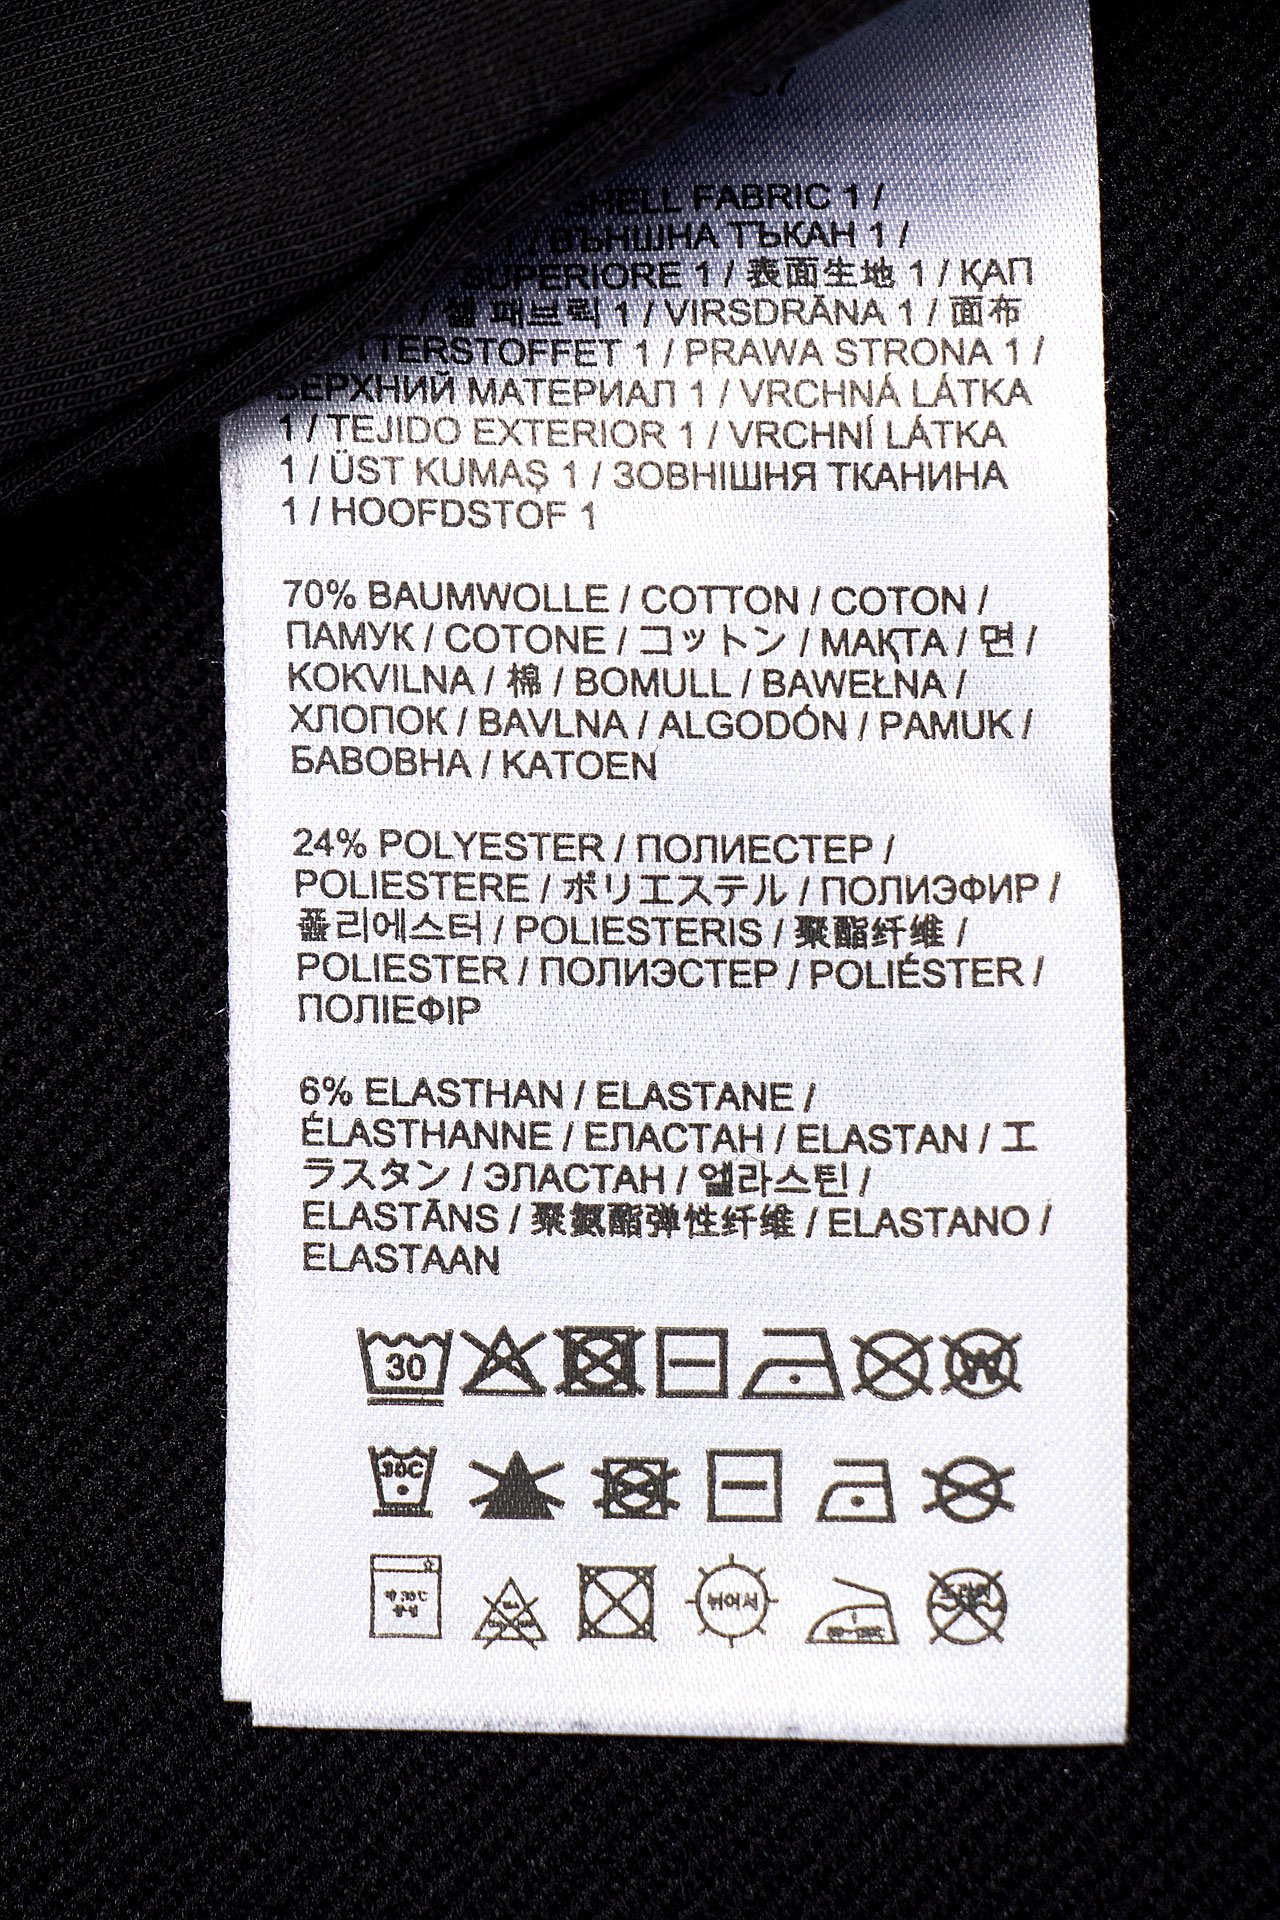 SHELL FABRIC 1 /
/ ВЪНШНА ТЪКАН 1 /
SUPERIORE 1 / 表面生地 1 / ҚАП
/ 쉘 패브릭 1 / VIRSDRĀNA 1 / 面布
1 / PRAWA STRONA 1 /
ВЕРХНИЙ МАТЕРИАЛ 1 / VRCHNÁ LÁTKA
1 / TEJIDO EXTERIOR 1 / VRCHNÍ LÁTKA
1 / ÜST KUMAŞ 1 / ЗОВНІШНЯ ТКАНИНА
1 / HOOFDSTOF 1
70% BAUMWOLLE / COTTON / COTON /
ПАМУК / COTONE / コットン / МАҚТА / 면 /
KOKVILNA / 棉 / BOMULL / BAWEŁNA /
ХЛОПОК / BAVLNA / ALGODÓN / PAMUK /
БАВОВНА / KATOEN
24% POLYESTER / ПОЛИЕСТЕР /
POLIESTERE / ポリエステル / ПОЛИЭФИР /
폴리에스터 / POLIESTERIS / 聚酯纤维 /
POLIESTER / ПОЛИЭСТЕР / POLIÉSTER /
ПОЛІЕФІР
6% ELASTHAN / ELASTANE /
ÉLASTHANNE / ЕЛАСТАН / ELASTAN / エ
ラスタン / ЭЛАСТАН / 엘라스틴 /
ELASTĀNS / 聚氨酯弹性纤维 / ELASTANO /
ELASTAAN
30
W
30C
뉘어서